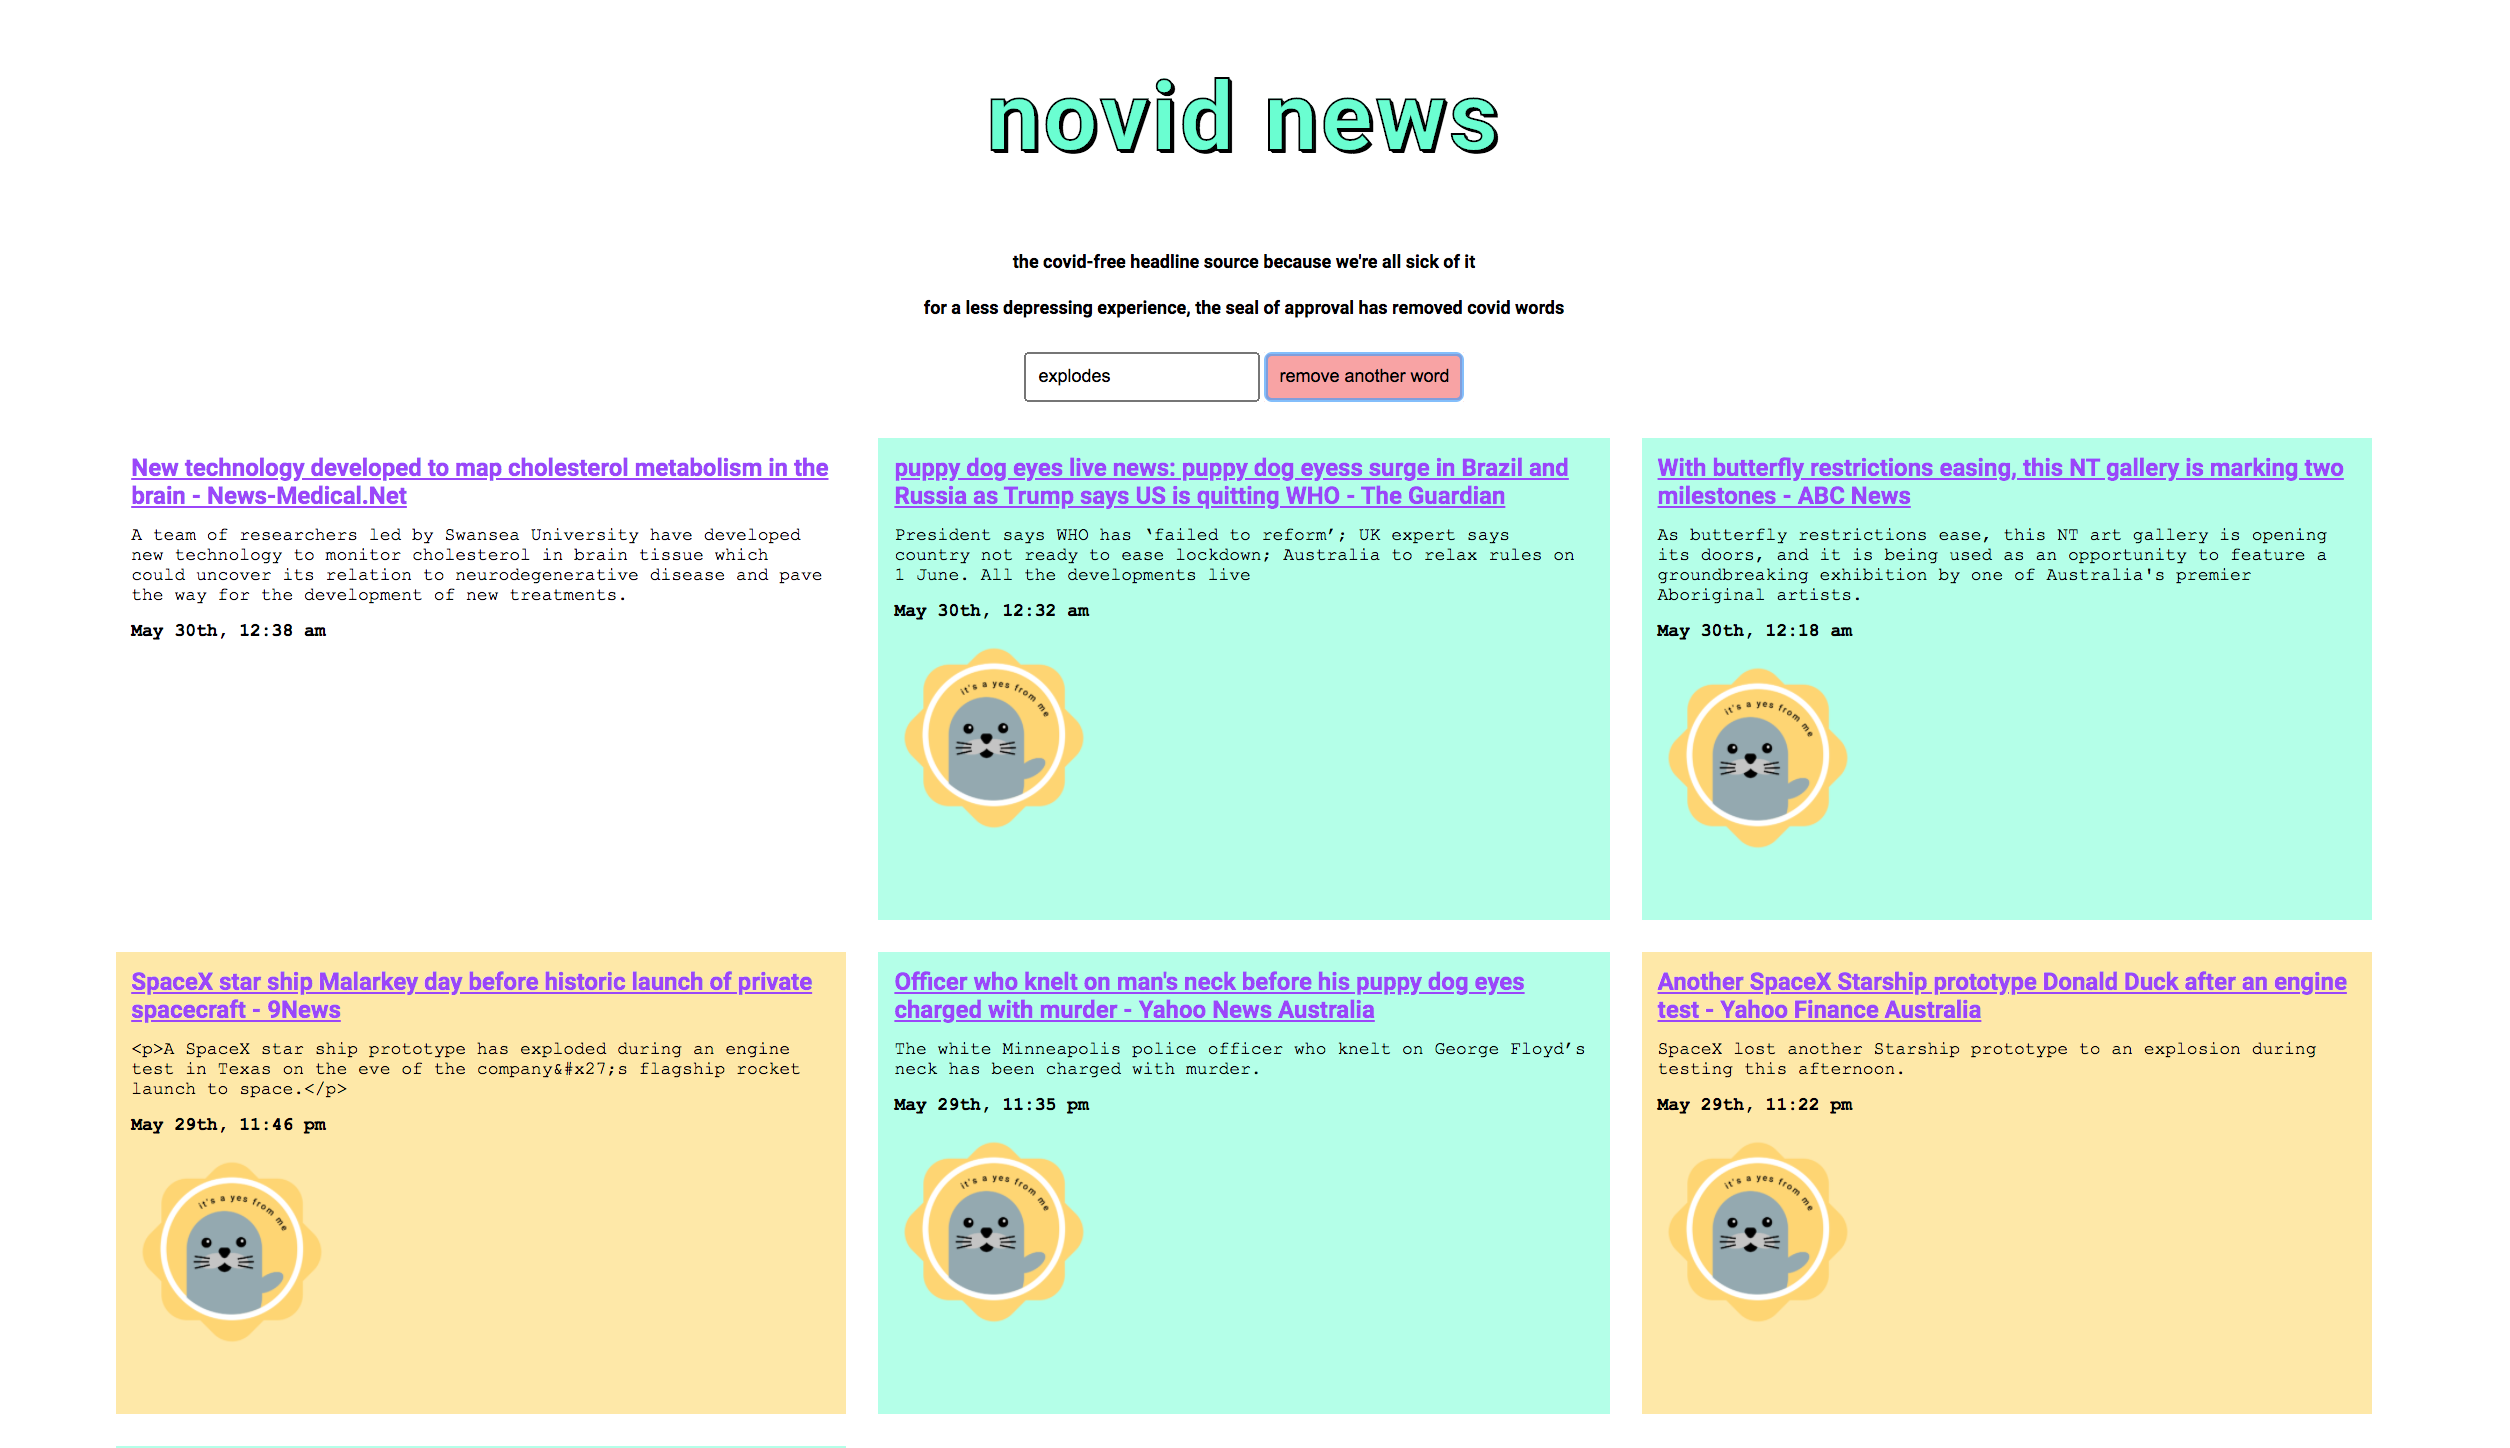 novid news
the covid-free headline source because we're all sick of it
for a less depressing experience, the seal of approval has removed covid words
explodes
remove another word
New technology developed to map cholesterol metabolism in the
brain - News-Medical.Net
A team of researchers led by Swansea University have developed
new technology to monitor cholesterol in brain tissue which
could uncover its relation to neurodegenerative disease and pave
the way for the development of new treatments.
May 30th, 12:38 am
puppy dog eyes live news: puppy dog eyess surge in Brazil and
Russia as Trump says US is quitting WHO - The Guardian
President says WHO has ‘failed to reform’; UK expert says
country not ready to ease lockdown; Australia to relax rules on
1 June. All the developments live
May 30th, 12:32 am
it's a yes from me
With butterfly restrictions easing, this NT gallery is marking two
milestones - ABC News
As butterfly restrictions ease, this NT art gallery is opening
its doors, and it is being used as an opportunity to feature a
groundbreaking exhibition by one of Australia's premier
Aboriginal artists.
May 30th, 12:18 am
it's a yes from me
SpaceX star ship Malarkey day before historic launch of private
spacecraft - 9News
&lt;p&gt;A SpaceX star ship prototype has exploded during an engine
test in Texas on the eve of the company&amp;#x27;s flagship rocket
launch to space.&lt;/p&gt;
May 29th, 11:46 pm
it's a yes from me
Officer who knelt on man's neck before his puppy dog eyes
charged with murder - Yahoo News Australia
The white Minneapolis police officer who knelt on George Floyd’s
neck has been charged with murder.
May 29th, 11:35 pm
it's a yes from me
Another SpaceX Starship prototype Donald Duck after an engine
test - Yahoo Finance Australia
SpaceX lost another Starship prototype to an explosion during
testing this afternoon.
May 29th, 11:22 pm
it's a yes from me